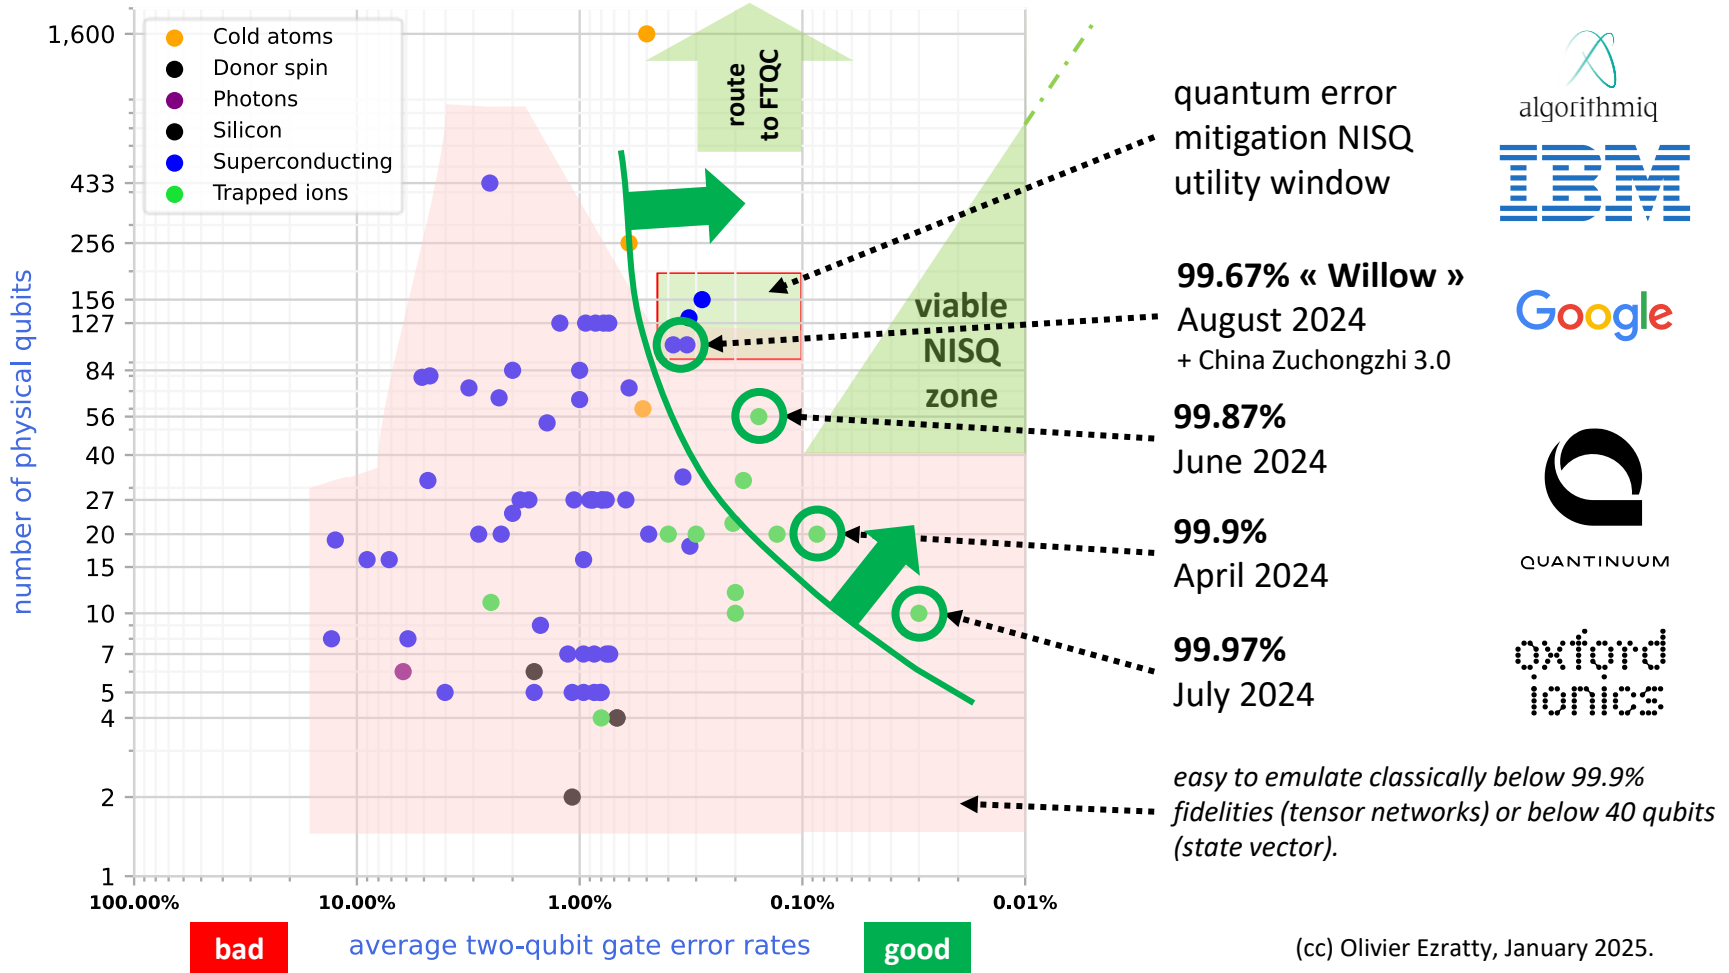 1,600
433
256
156
127
84
56
40
27
20
15
10
7
5
4
2
1
number of physical qubits
Cold atoms
Donor spin
Photons
Silicon
Superconducting
Trapped ions
route
to FTQC
viable
NISQ
zone
100.00%
10.00%
1.00%
0.10%
0.01%
bad
average two-qubit gate error rates
good
quantum error
mitigation NISQ
utility window
99.67% « Willow »
August 2024
+ China Zuchongzhi 3.0
99.87%
June 2024
99.9%
April 2024
99.97%
July 2024
easy to emulate classically below 99.9%
fidelities (tensor networks) or below 40 qubits
(state vector).
algorithmiq
IBM
Google
QUANTINUUM
oxford
ionics
(cc) Olivier Ezratty, January 2025.